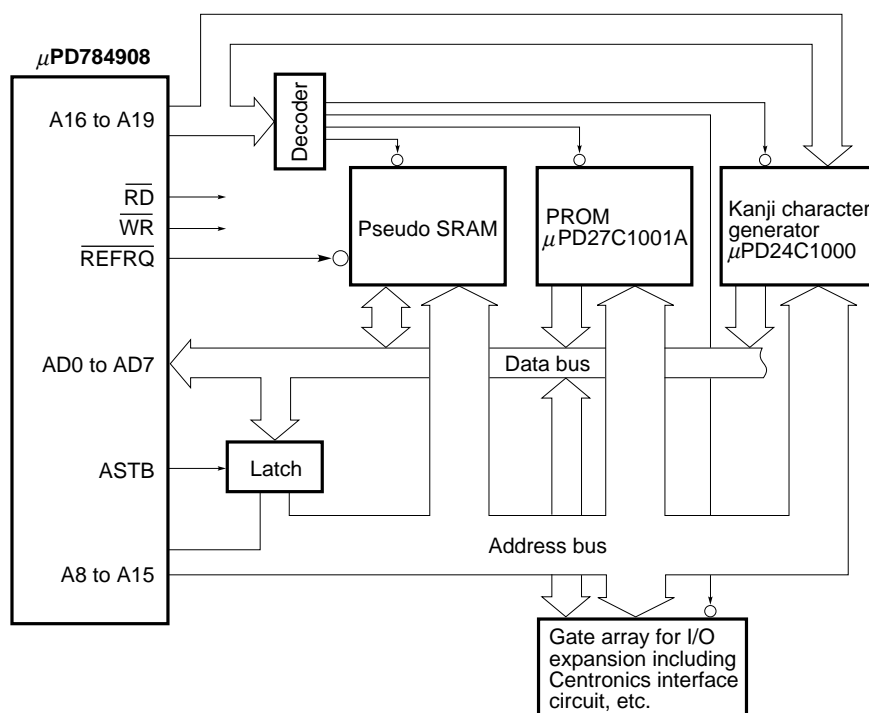 μPD784908
A16 to A19
Decoder
RD
WR
REFRQ
Pseudo SRAM
PROM
μPD27C1001A
Kanji character
generator
μPD24C1000
AD0 to AD7
Data bus
ASTB
Latch
Address bus
A8 to A15
Gate array for I/O
expansion including
Centronics interface
circuit, etc.